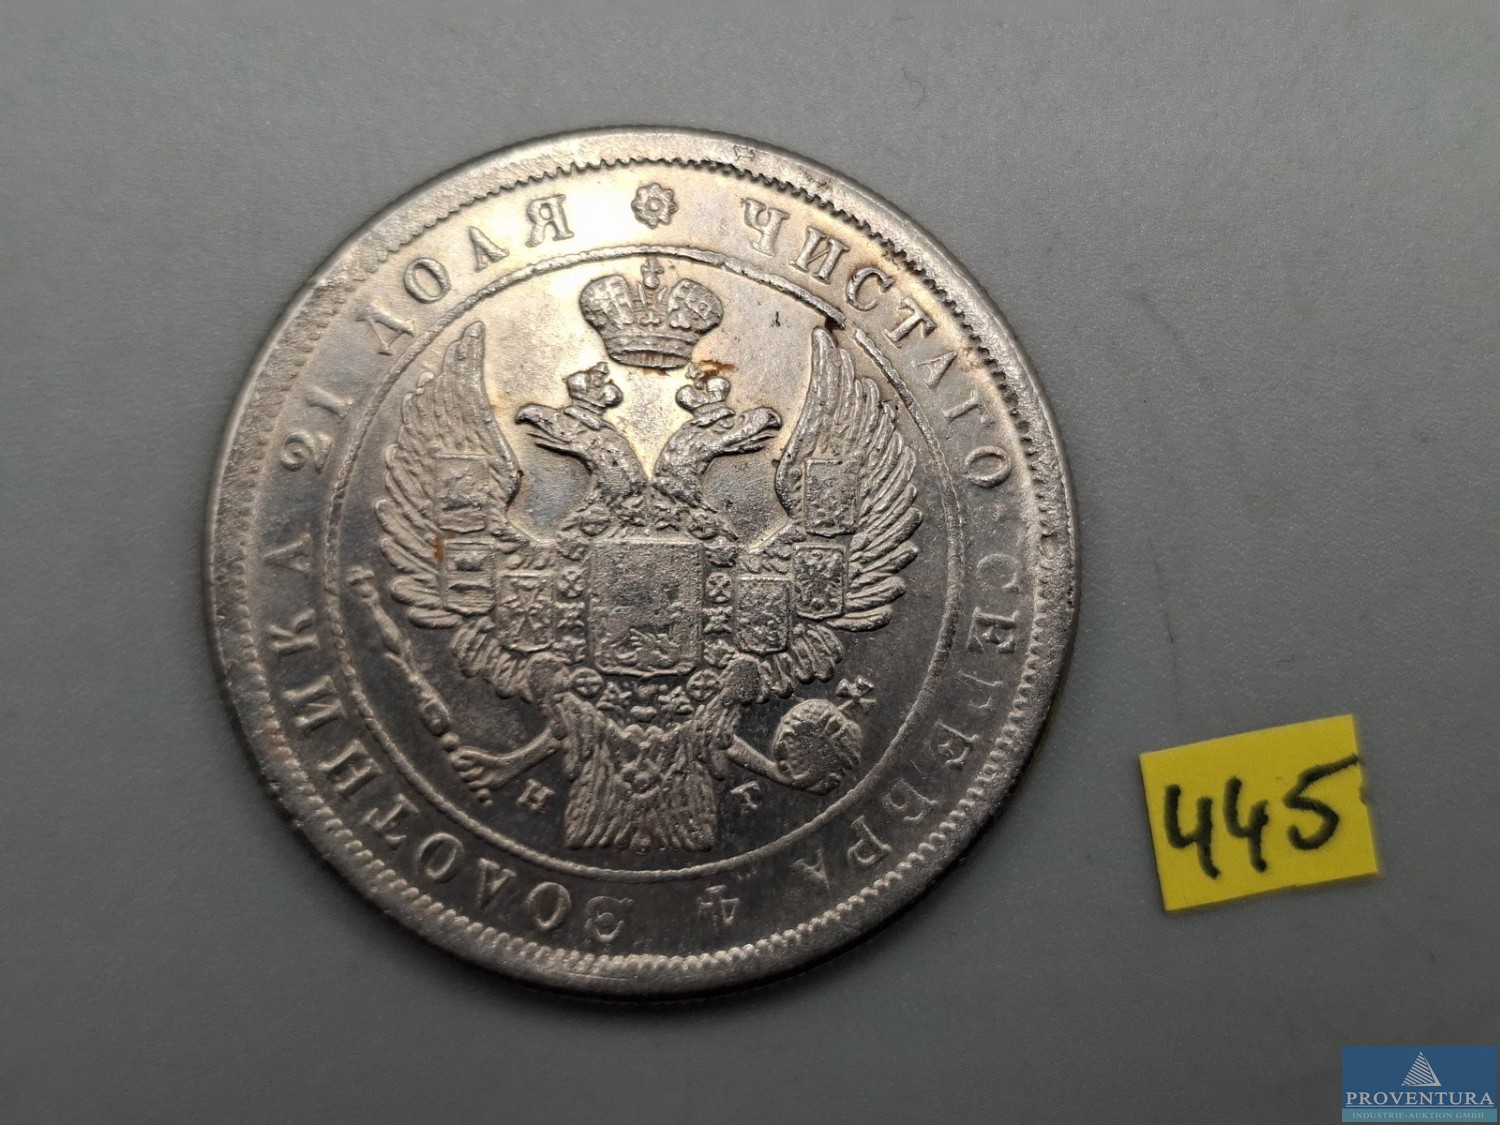 ЧИСТАГО СЕРЕБРА 4 ЗОЛОТНИКА 21 ДОЛЯ
Н Г
445
PROVENTURA
INDUSTRIE-AUKTION GMBH